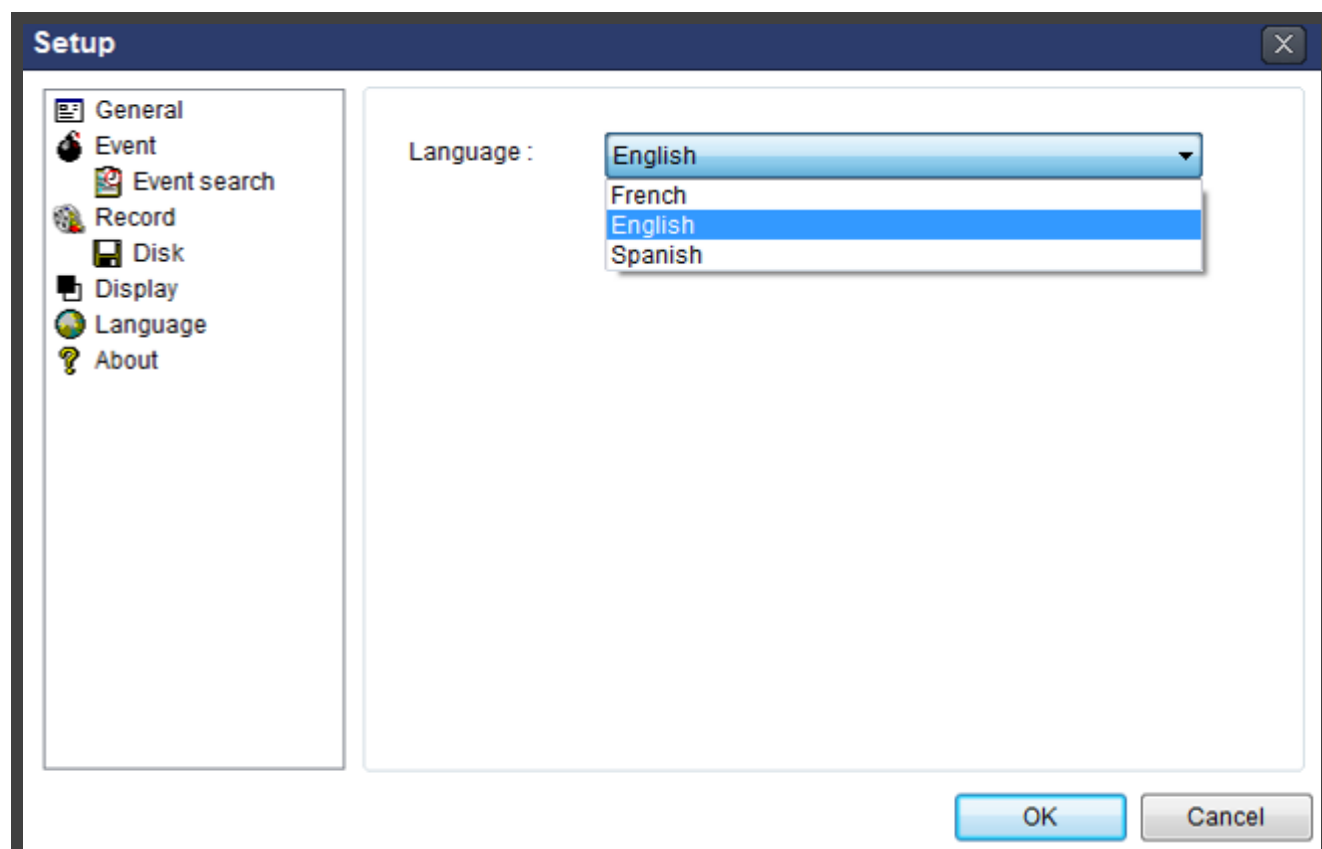 Setup
General
Event
Event search
Record
Disk
Display
Language
About
Language :
English
French
English
Spanish
OK
Cancel